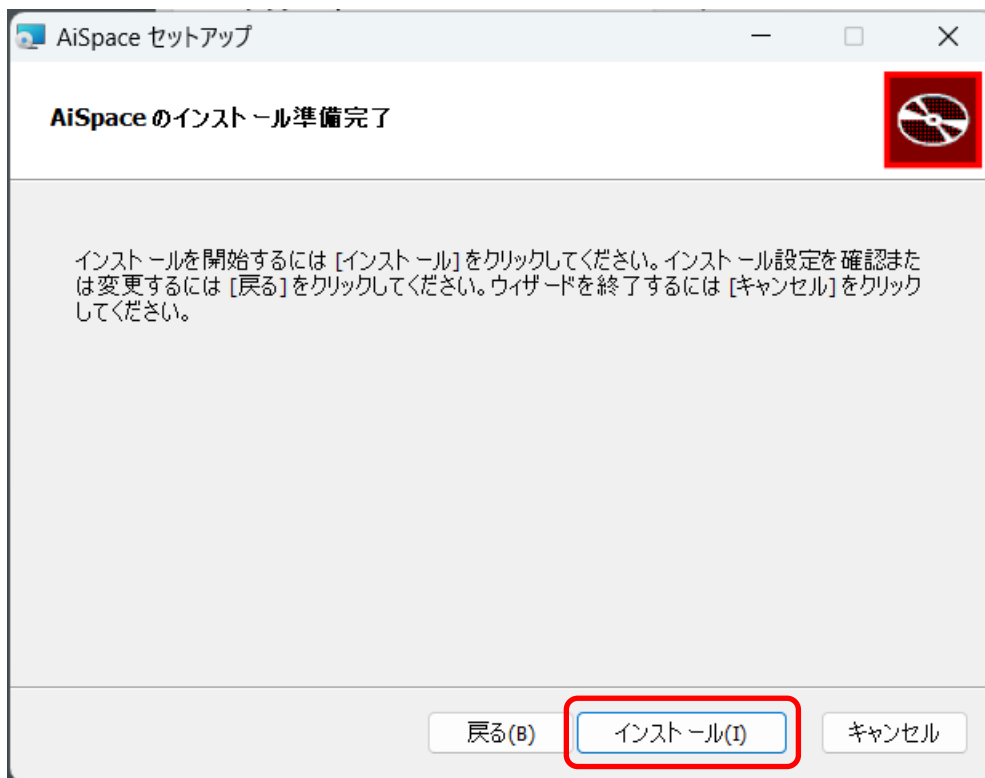 AiSpace セットアップ
AiSpace のインストール準備完了
インストールを開始するには [インストール] をクリックしてください。インストール設定を確認また
は変更するには [戻る] をクリックしてください。ウィザードを終了するには [キャンセル] をクリック
してください。
戻る(B)
インストール(I)
キャンセル